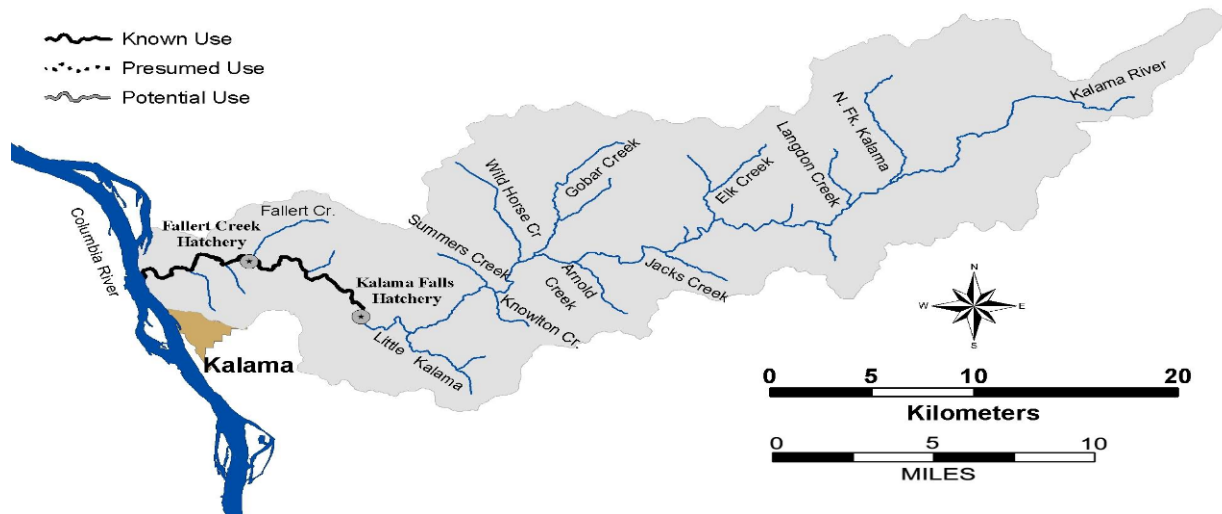 Known Use
Presumed Use
Potential Use
Columbia River
Fallert Creek
Hatchery
Fallert Cr.
Kalama Falls
Hatchery
Kalama
Little Kalama
Summers Creek
Wild Horse Cr
Gobar Creek
Knowlton Cr.
Arnold
Creek
Jacks Creek
Elk Creek
Langdon Creek
N. Fk. Kalama
Kalama River
N
W
E
S
0 5 10 20
Kilometers
0 5 10
MILES